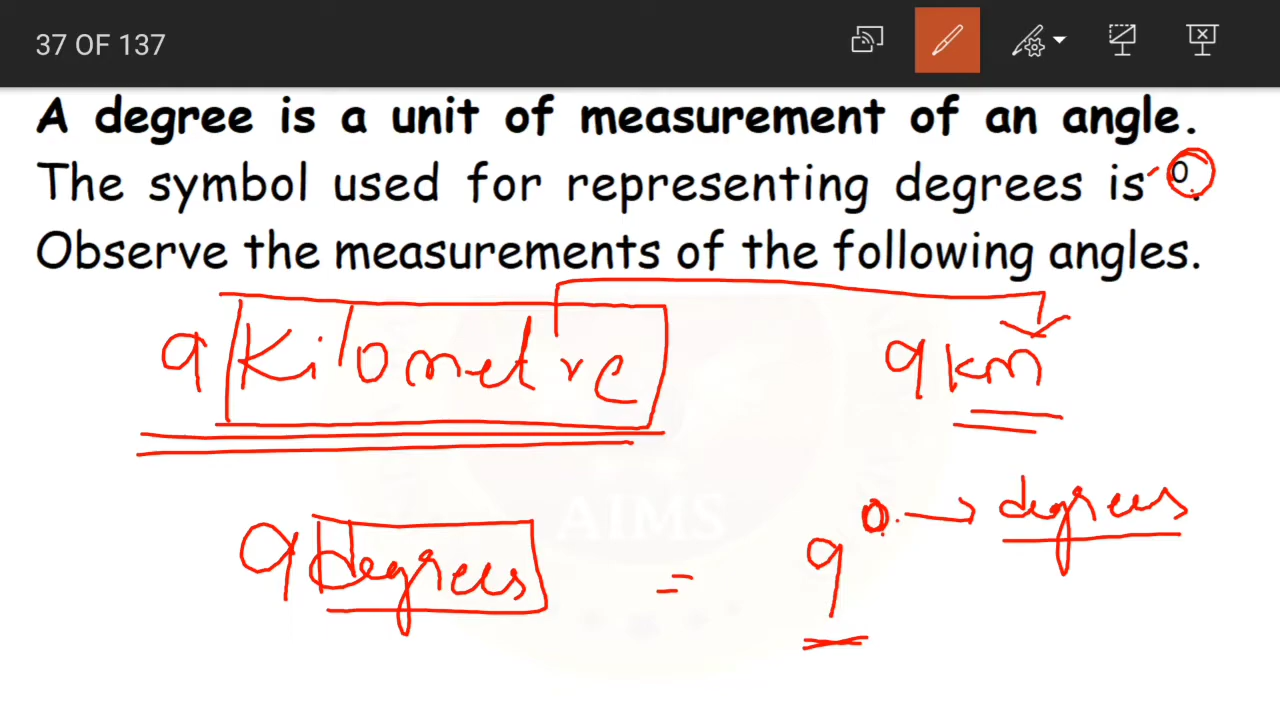 37 OF 137
A degree is a unit of measurement of an angle.
The symbol used for representing degrees is º.
Observe the measurements of the following angles.
9 Kilometre 9 km
AIMS
9 degrees = 9⁰ → degrees